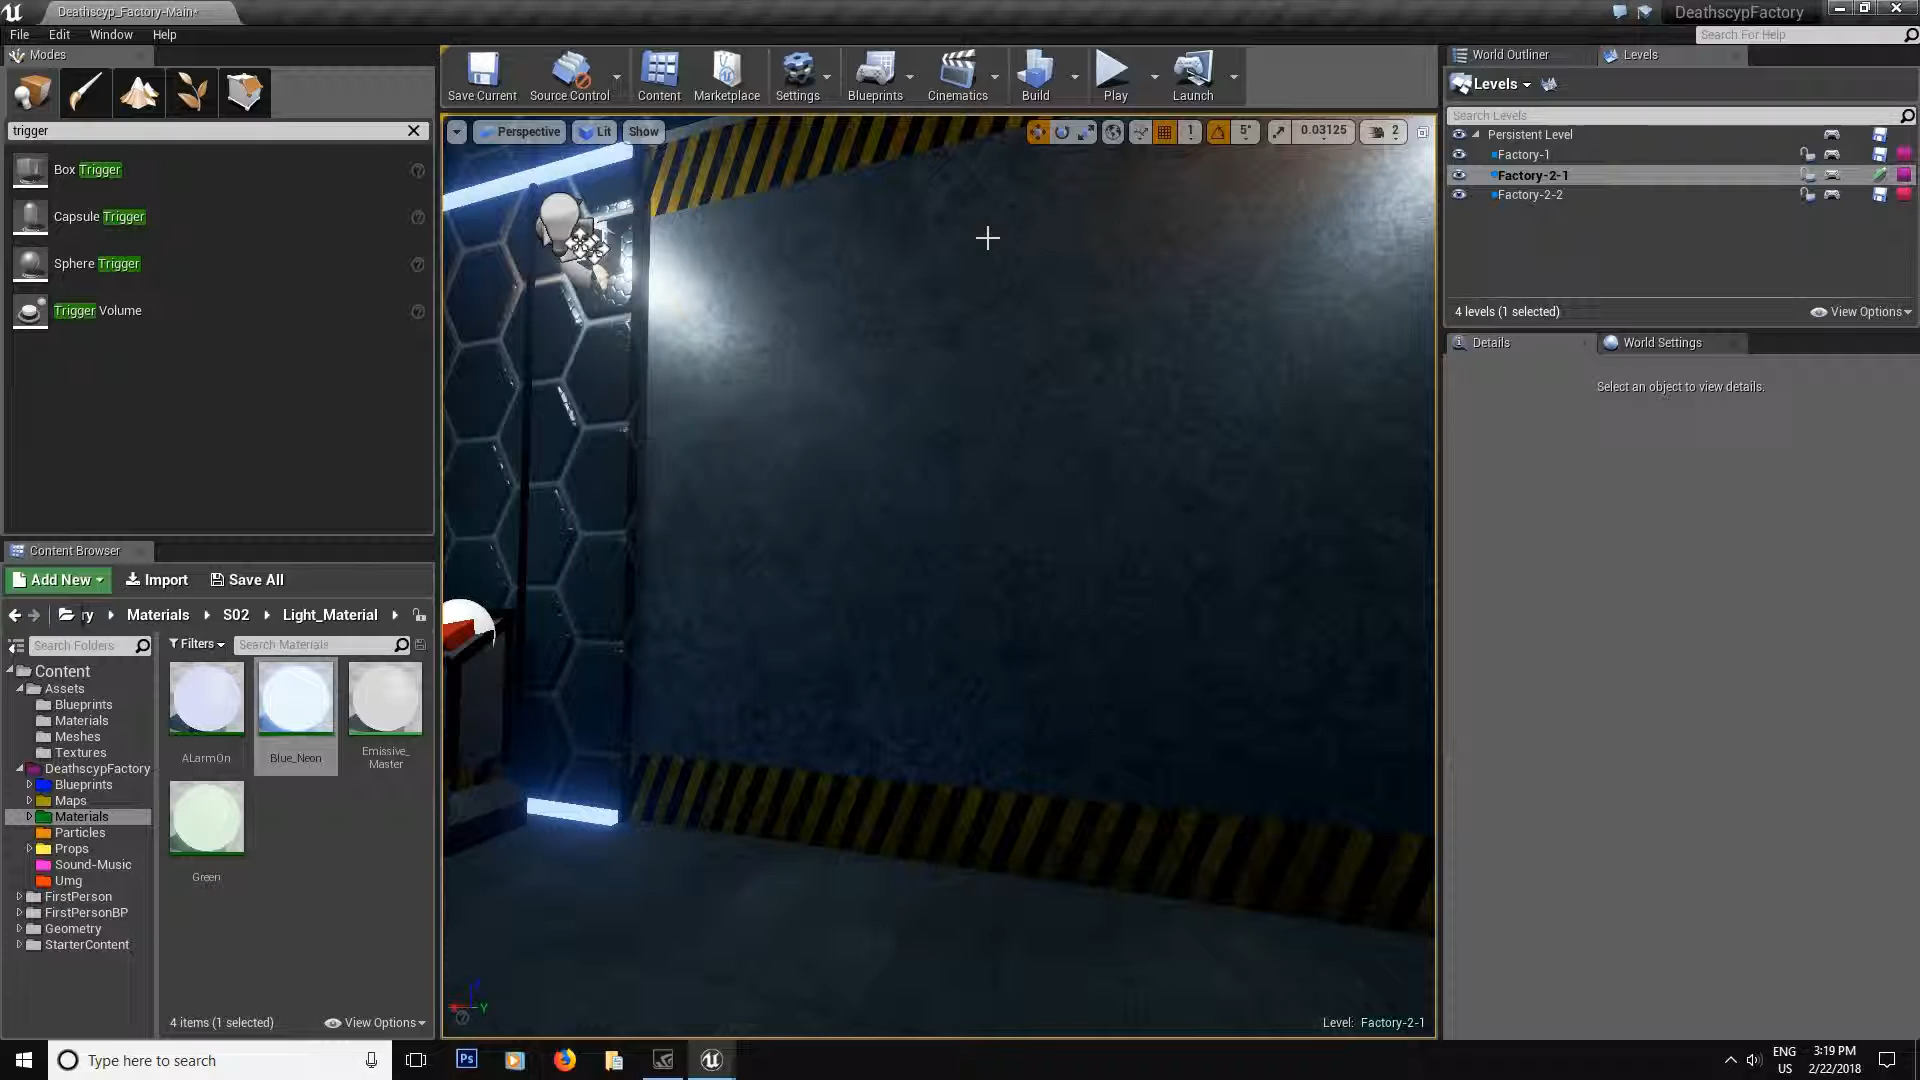 Deathscyp_Factory-Main*
DeathscypFactory
File Edit Window Help
Search For Help
Modes
trigger
Box Trigger
Capsule Trigger
Sphere Trigger
Trigger Volume
Save Current
Source Control
Content
Marketplace
Settings
Blueprints
Cinematics
Build
Play
Launch
Perspective
Lit
Show
1
5°
0.03125
2
Y
Level: Factory-2-1
World Outliner
Levels
Levels
Search Levels
Persistent Level
Factory-1
Factory-2-1
Factory-2-2
4 levels (1 selected)
View Options
Details
World Settings
Select an object to view details.
Content Browser
Add New
Import
Save All
ry
Materials
S02
Light_Material
Search Folders
Filters
Search Materials
Content
Assets
Blueprints
Materials
Meshes
Textures
DeathscypFactory
Blueprints
Maps
Materials
Particles
Props
Sound-Music
Umg
FirstPerson
FirstPersonBP
Geometry
StarterContent
ALarmOn
Blue_Neon
Emissive_
Master
Green
4 items (1 selected)
View Options
Type here to search
Ps
ENG
US
3:19 PM
2/22/2018